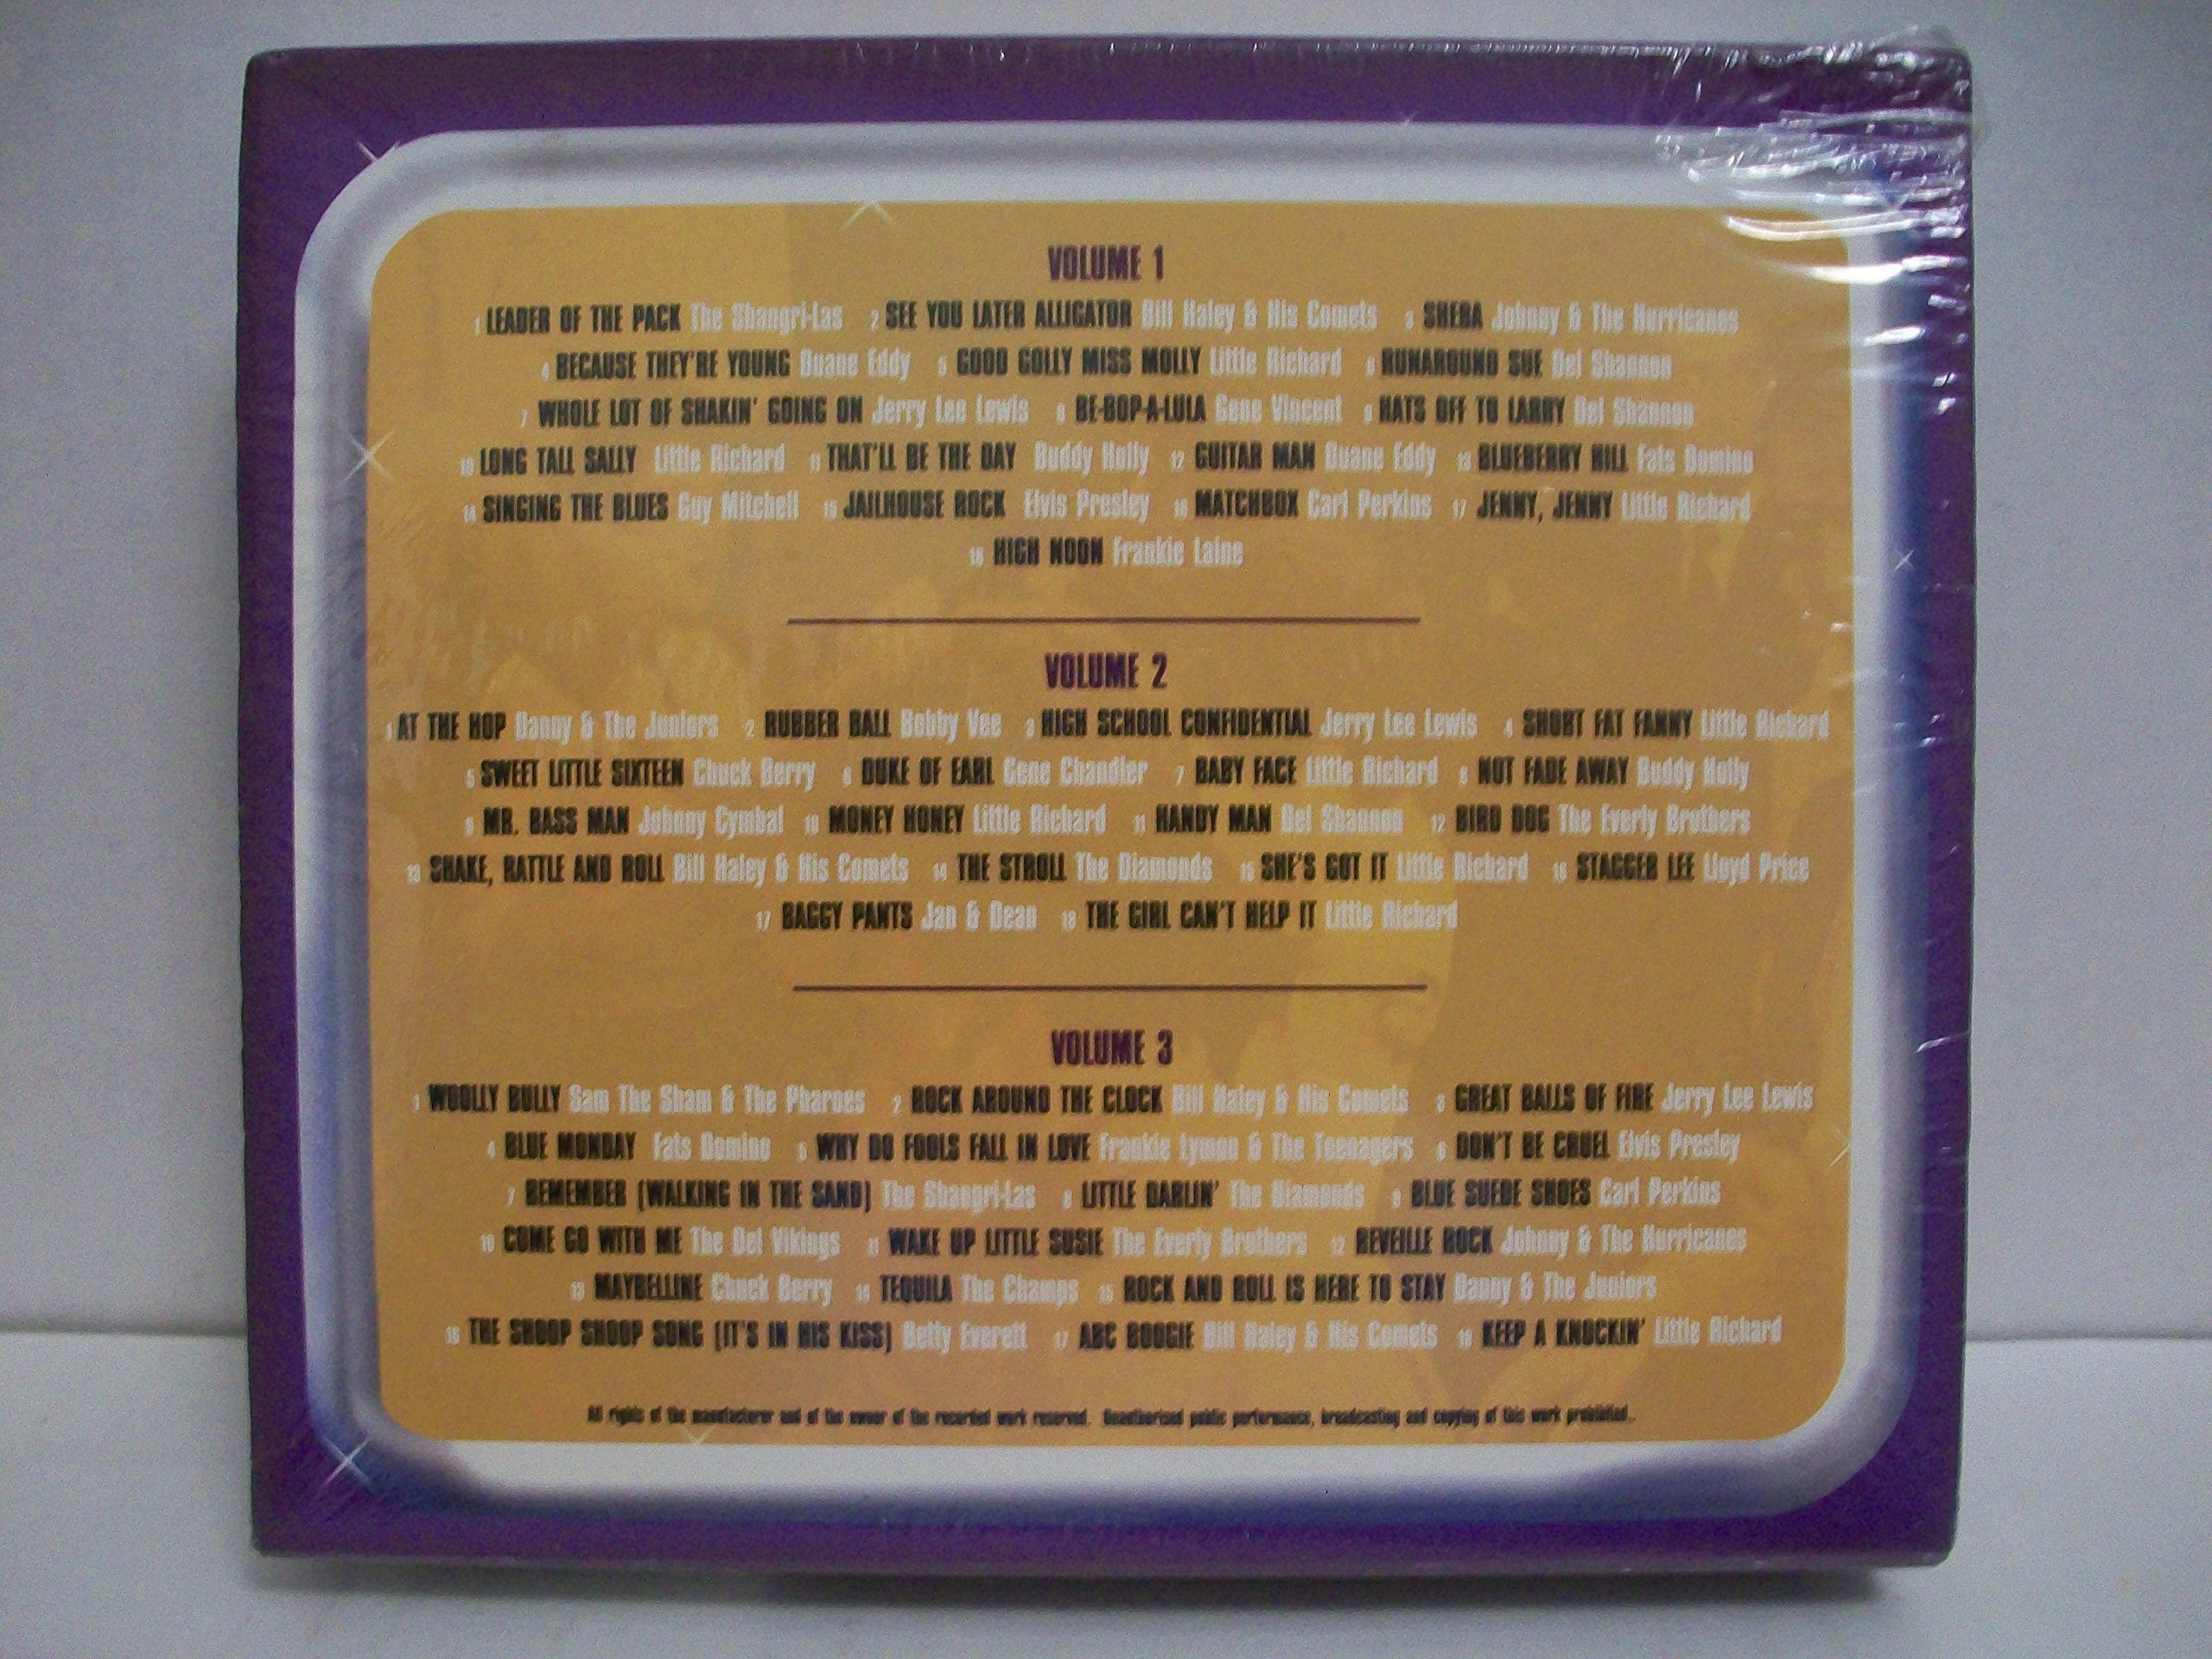 VOLUME 1
1 LEADER OF THE PACK The Shangri-Las 2 SEE YOU LATER ALLIGATOR Bill Haley & His Comets 3 SHEBA Johnny & The Hurricanes
4 BECAUSE THEY'RE YOUNG Duane Eddy 5 GOOD GOLLY MISS MOLLY Little Richard 6 RUNAROUND SUE Del Shannon
7 WHOLE LOT OF SHAKIN' GOING ON Jerry Lee Lewis 8 BE-BOP-A-LULA Gene Vincent 9 HATS OFF TO LARRY Del Shannon
10 LONG TALL SALLY Little Richard 11 THAT'LL BE THE DAY Buddy Holly 12 GUITAR MAN Duane Eddy 13 BLUEBERRY HILL Fats Domino
14 SINGING THE BLUES Guy Mitchell 15 JAILHOUSE ROCK Elvis Presley 16 MATCHBOX Carl Perkins 17 JENNY, JENNY Little Richard
18 HIGH NOON Frankie Laine
VOLUME 2
1 AT THE HOP Danny & The Juniors 2 RUBBER BALL Bobby Vee 3 HIGH SCHOOL CONFIDENTIAL Jerry Lee Lewis 4 SHORT FAT FANNY Little Richard
5 SWEET LITTLE SIXTEEN Chuck Berry 6 DUKE OF EARL Gene Chandler 7 BABY FACE Little Richard 8 NOT FADE AWAY Buddy Holly
9 MR. BASS MAN Johnny Cymbal 10 MONEY HONEY Little Richard 11 HANDY MAN Del Shannon 12 BIRD DOG The Everly Brothers
13 SHAKE, RATTLE AND ROLL Bill Haley & His Comets 14 THE STROLL The Diamonds 15 SHE'S GOT IT Little Richard 16 STAGGER LEE Lloyd Price
17 BAGGY PANTS Jan & Dean 18 THE GIRL CAN'T HELP IT Little Richard
VOLUME 3
1 WOOLLY BULLY Sam The Sham & The Pharoes 2 ROCK AROUND THE CLOCK Bill Haley & His Comets 3 GREAT BALLS OF FIRE Jerry Lee Lewis
4 BLUE MONDAY Fats Domino 5 WHY DO FOOLS FALL IN LOVE Frankie Lymon & The Teenagers 6 DON'T BE CRUEL Elvis Presley
7 REMEMBER (WALKING IN THE SAND) The Shangri-Las 8 LITTLE DARLIN' The Diamonds 9 BLUE SUEDE SHOES Carl Perkins
10 COME GO WITH ME The Del Vikings 11 WAKE UP LITTLE SUSIE The Everly Brothers 12 REVEILLE ROCK Johnny & The Hurricanes
13 MAYBELLINE Chuck Berry 14 TEQUILA The Champs 15 ROCK AND ROLL IS HERE TO STAY Danny & The Juniors
16 THE SHOOP SHOOP SONG (IT'S IN HIS KISS) Betty Everett 17 ABC BOOGIE Bill Haley & His Comets 18 KEEP A KNOCKIN' Little Richard
All rights of the manufacturer and of the owner of the recorded work reserved. Unauthorised public performance, broadcasting and copying of this work prohibited..